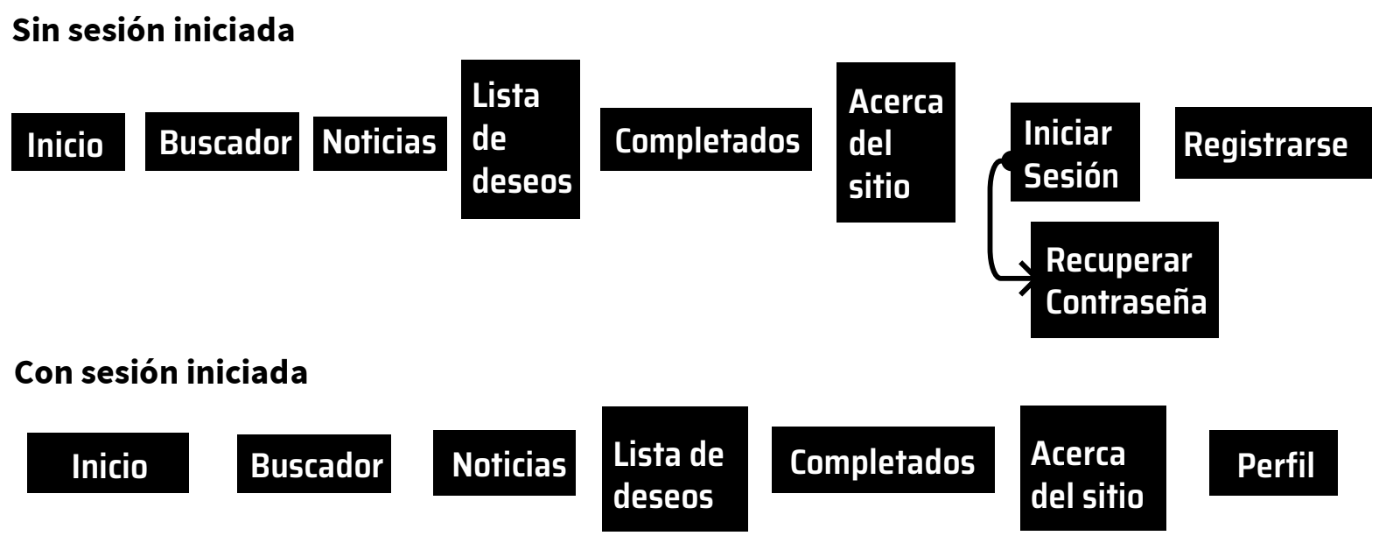 Sin sesión iniciada
Inicio
Buscador
Noticias
Lista
de
deseos
Completados
Acerca
del
sitio
Iniciar
Sesión
Registrarse
Recuperar
Contraseña
Con sesión iniciada
Inicio
Buscador
Noticias
Lista de
deseos
Completados
Acerca
del sitio
Perfil